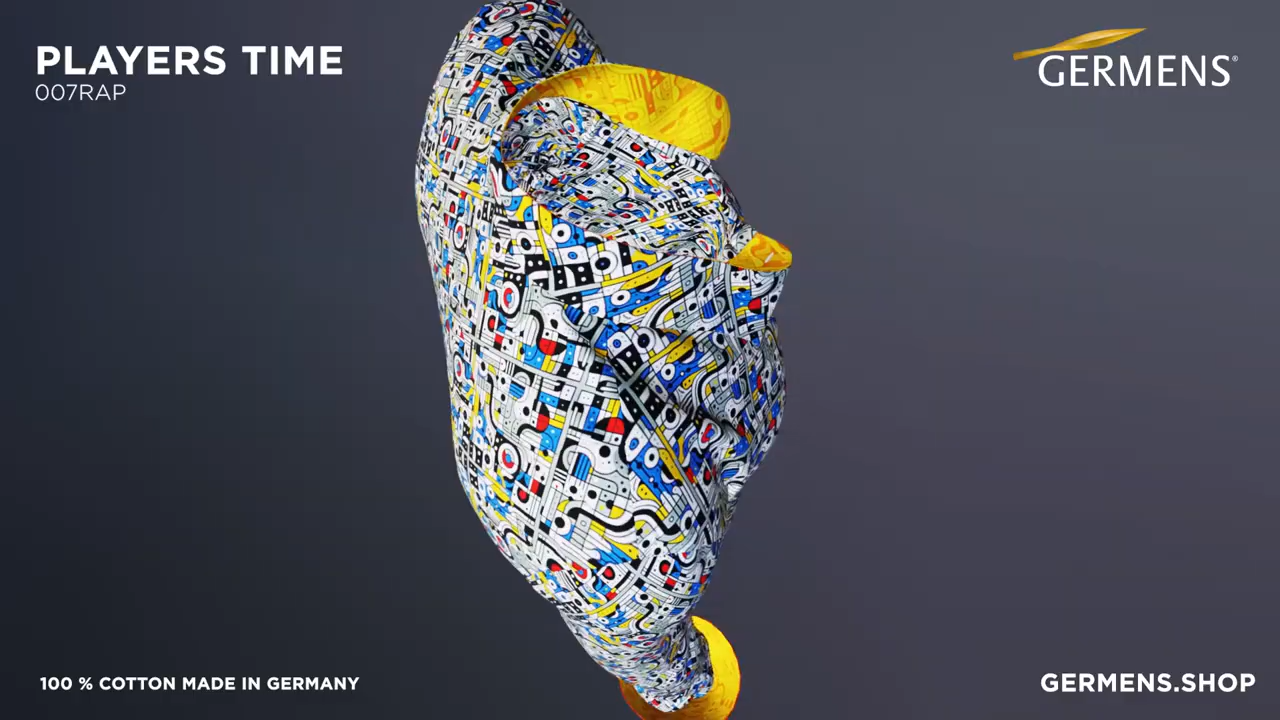 PLAYERS TIME
007RAP
GERMENS®
100 % COTTON MADE IN GERMANY
GERMENS.SHOP